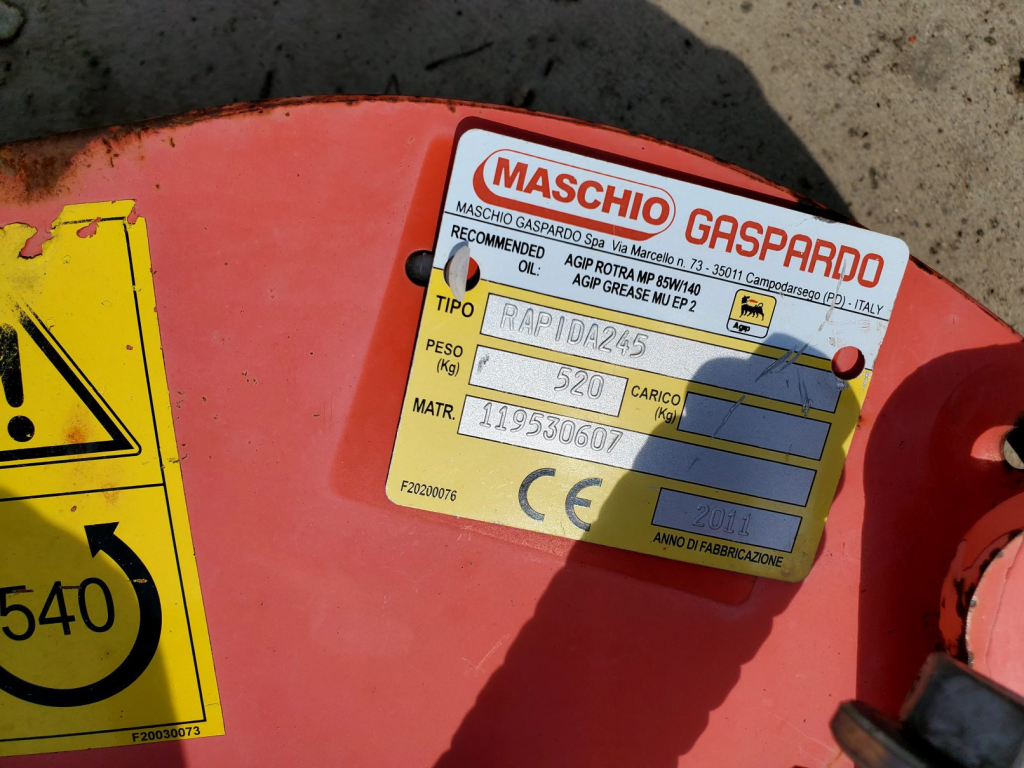 MASCHIO GASPARDO
MASCHIO GASPARDO Spa Via Marcello n. 73 - 35011 Campodarsego (PD) - ITALY
RECOMMENDED OIL: AGIP ROTRA MP 85W/140
AGIP GREASE MU EP 2
Agip
TIPO RAPIDA245
PESO (Kg) 520 CARICO (Kg)
MATR. 119530607
F20200076 CE 2011
ANNO DI FABBRICAZIONE
!
540
F20030073